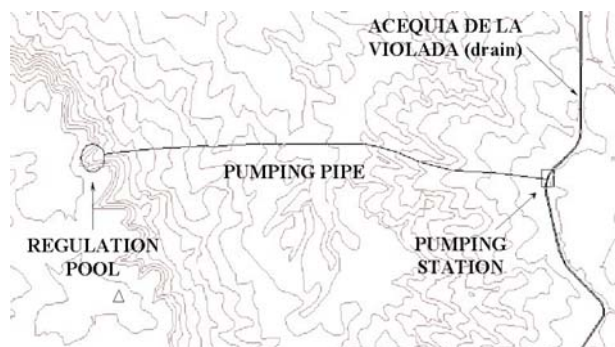 ACEQUIA DE LA
VIOLADA (drain)
PUMPING PIPE
REGULATION
POOL
PUMPING
STATION